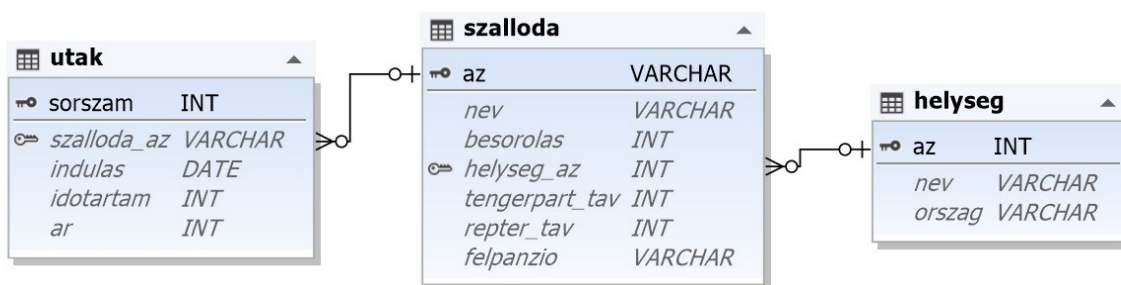 utak
sorszam INT
szalloda_az VARCHAR
indulas DATE
idotartam INT
ar INT
szalloda
az VARCHAR
nev VARCHAR
besorolas INT
helyseg_az INT
tengerpart_tav INT
repter_tav INT
felpanzio VARCHAR
helyseg
az INT
nev VARCHAR
orszag VARCHAR